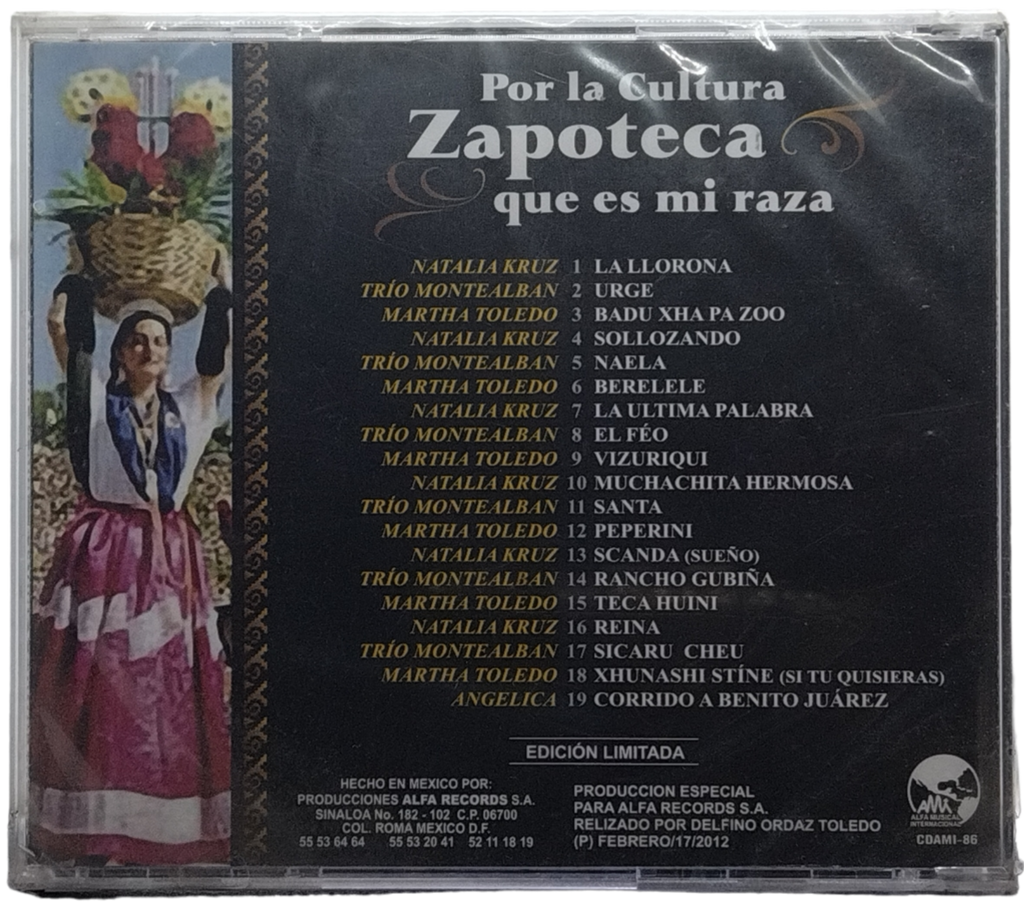 Por la Cultura
Zapoteca
que es mi raza
NATALIA KRUZ 1 LA LLORONA
TRÍO MONTEALBAN 2 URGE
MARTHA TOLEDO 3 BADU XHA PA ZOO
NATALIA KRUZ 4 SOLLOZANDO
TRÍO MONTEALBAN 5 NAELA
MARTHA TOLEDO 6 BERELELE
NATALIA KRUZ 7 LA ULTIMA PALABRA
TRÍO MONTEALBAN 8 EL FÉO
MARTHA TOLEDO 9 VIZURIQUI
NATALIA KRUZ 10 MUCHACHITA HERMOSA
TRÍO MONTEALBAN 11 SANTA
MARTHA TOLEDO 12 PEPERINI
NATALIA KRUZ 13 SCANDA (SUEÑO)
TRÍO MONTEALBAN 14 RANCHO GUBIÑA
MARTHA TOLEDO 15 TECA HUINI
NATALIA KRUZ 16 REINA
TRÍO MONTEALBAN 17 SICARU CHEU
MARTHA TOLEDO 18 XHUNASHI STÍNE (SI TU QUISIERAS)
ANGELICA 19 CORRIDO A BENITO JUÁREZ
EDICIÓN LIMITADA
HECHO EN MEXICO POR:
PRODUCCIONES ALFA RECORDS S.A.
SINALOA No. 182 - 102 C.P. 06700
COL. ROMA MEXICO D.F.
55 53 64 64 55 53 20 41 52 11 18 19
PRODUCCION ESPECIAL
PARA ALFA RECORDS S.A.
RELIZADO POR DELFINO ORDAZ TOLEDO
(P) FEBRERO/17/2012
AMI
ALFA MUSICAL
INTERNACIONAL
CDAMI-86